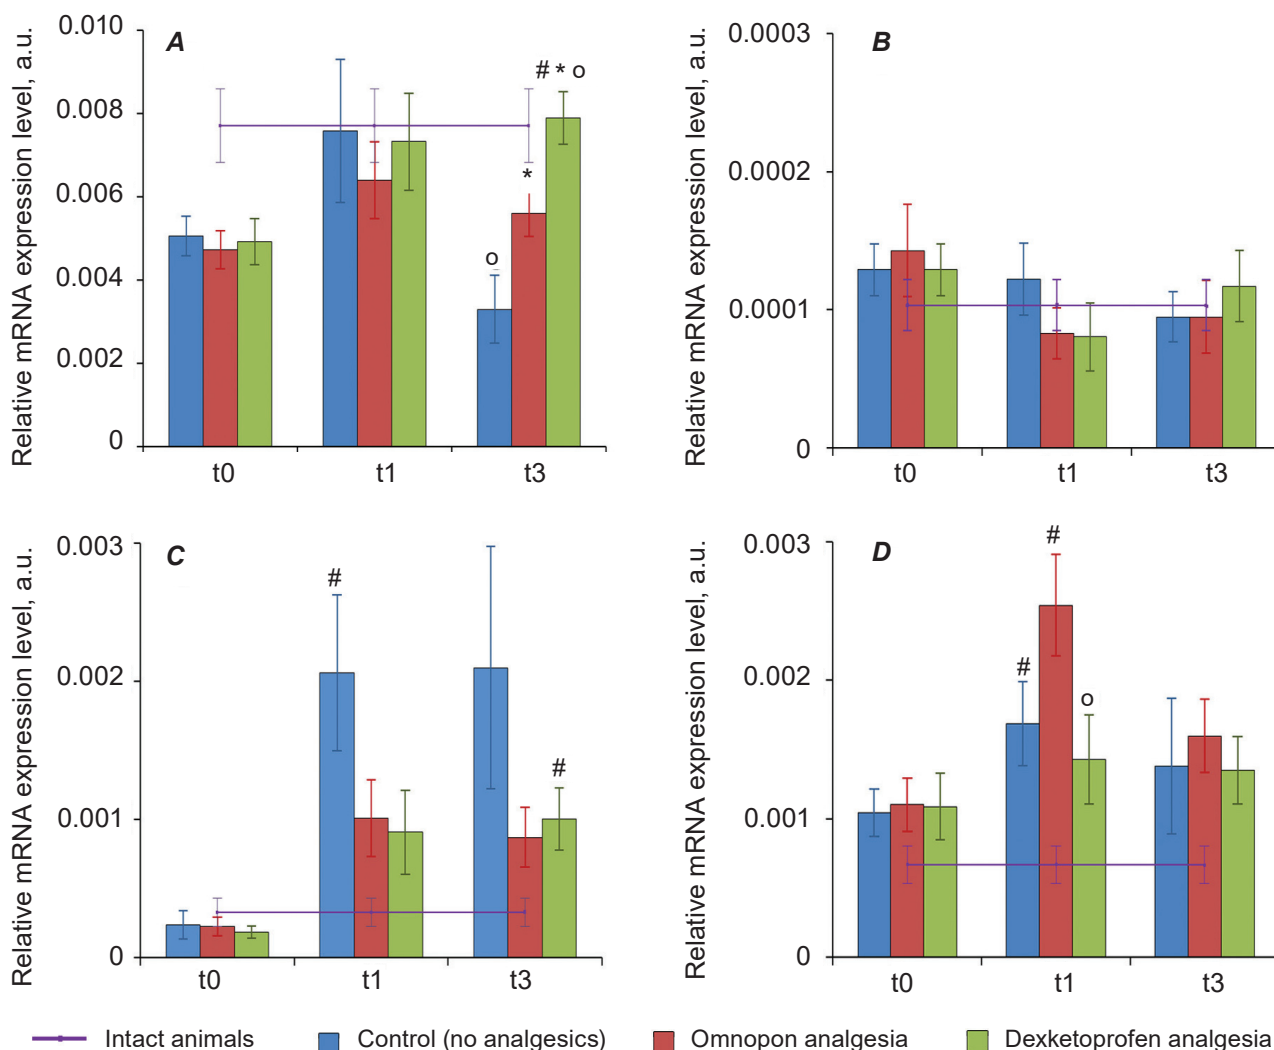 A
Relative mRNA expression level, a.u.
0.010
0.008
0.006
0.004
0.002
0
# * o
*
o
t0 t1 t3
B
Relative mRNA expression level, a.u.
0.0003
0.0002
0.0001
0
t0 t1 t3
C
Relative mRNA expression level, a.u.
0.003
0.002
0.001
0
#
#
t0 t1 t3
D
Relative mRNA expression level, a.u.
0.003
0.002
0.001
0
#
#
o
t0 t1 t3
Intact animals Control (no analgesics) Omnopon analgesia Dexketoprofen analgesia